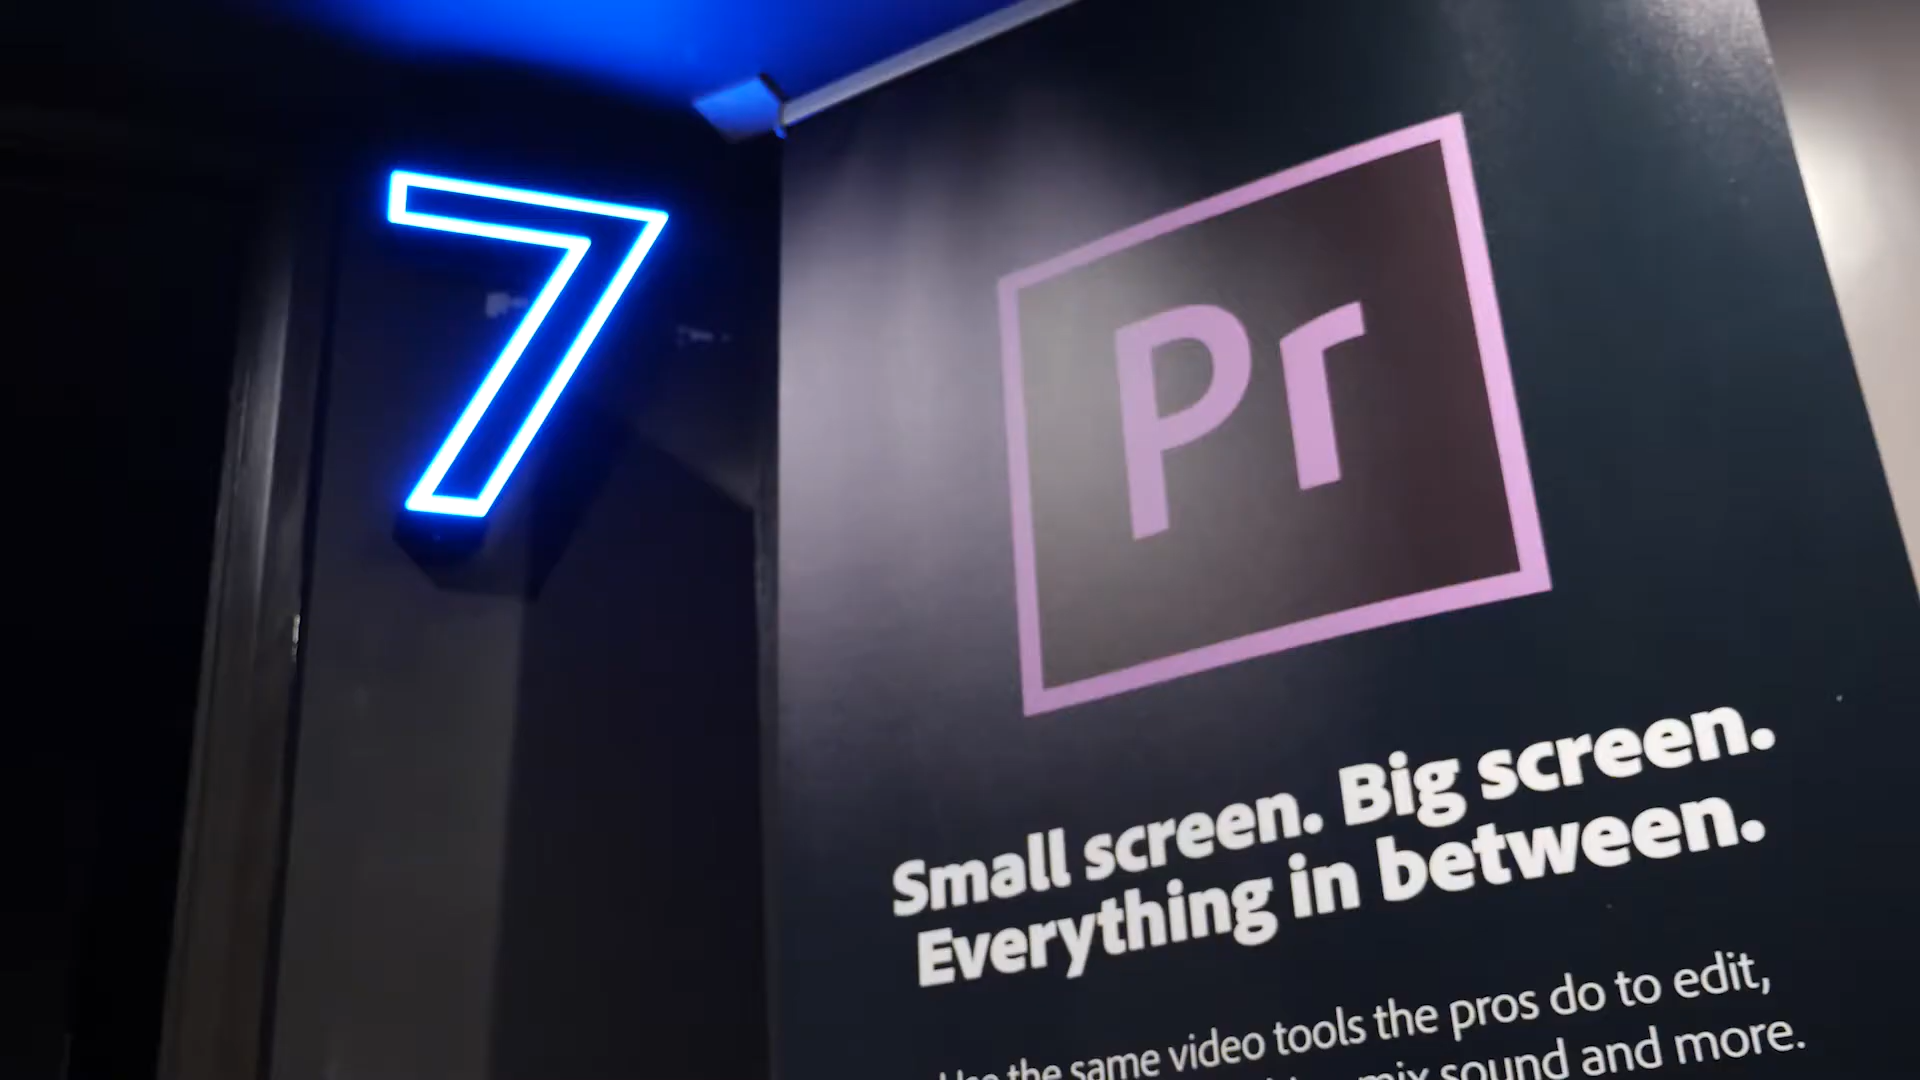 7
Pr
Small screen. Big screen.
Everything in between.
the same video tools the pros do to edit,
mix sound and more.